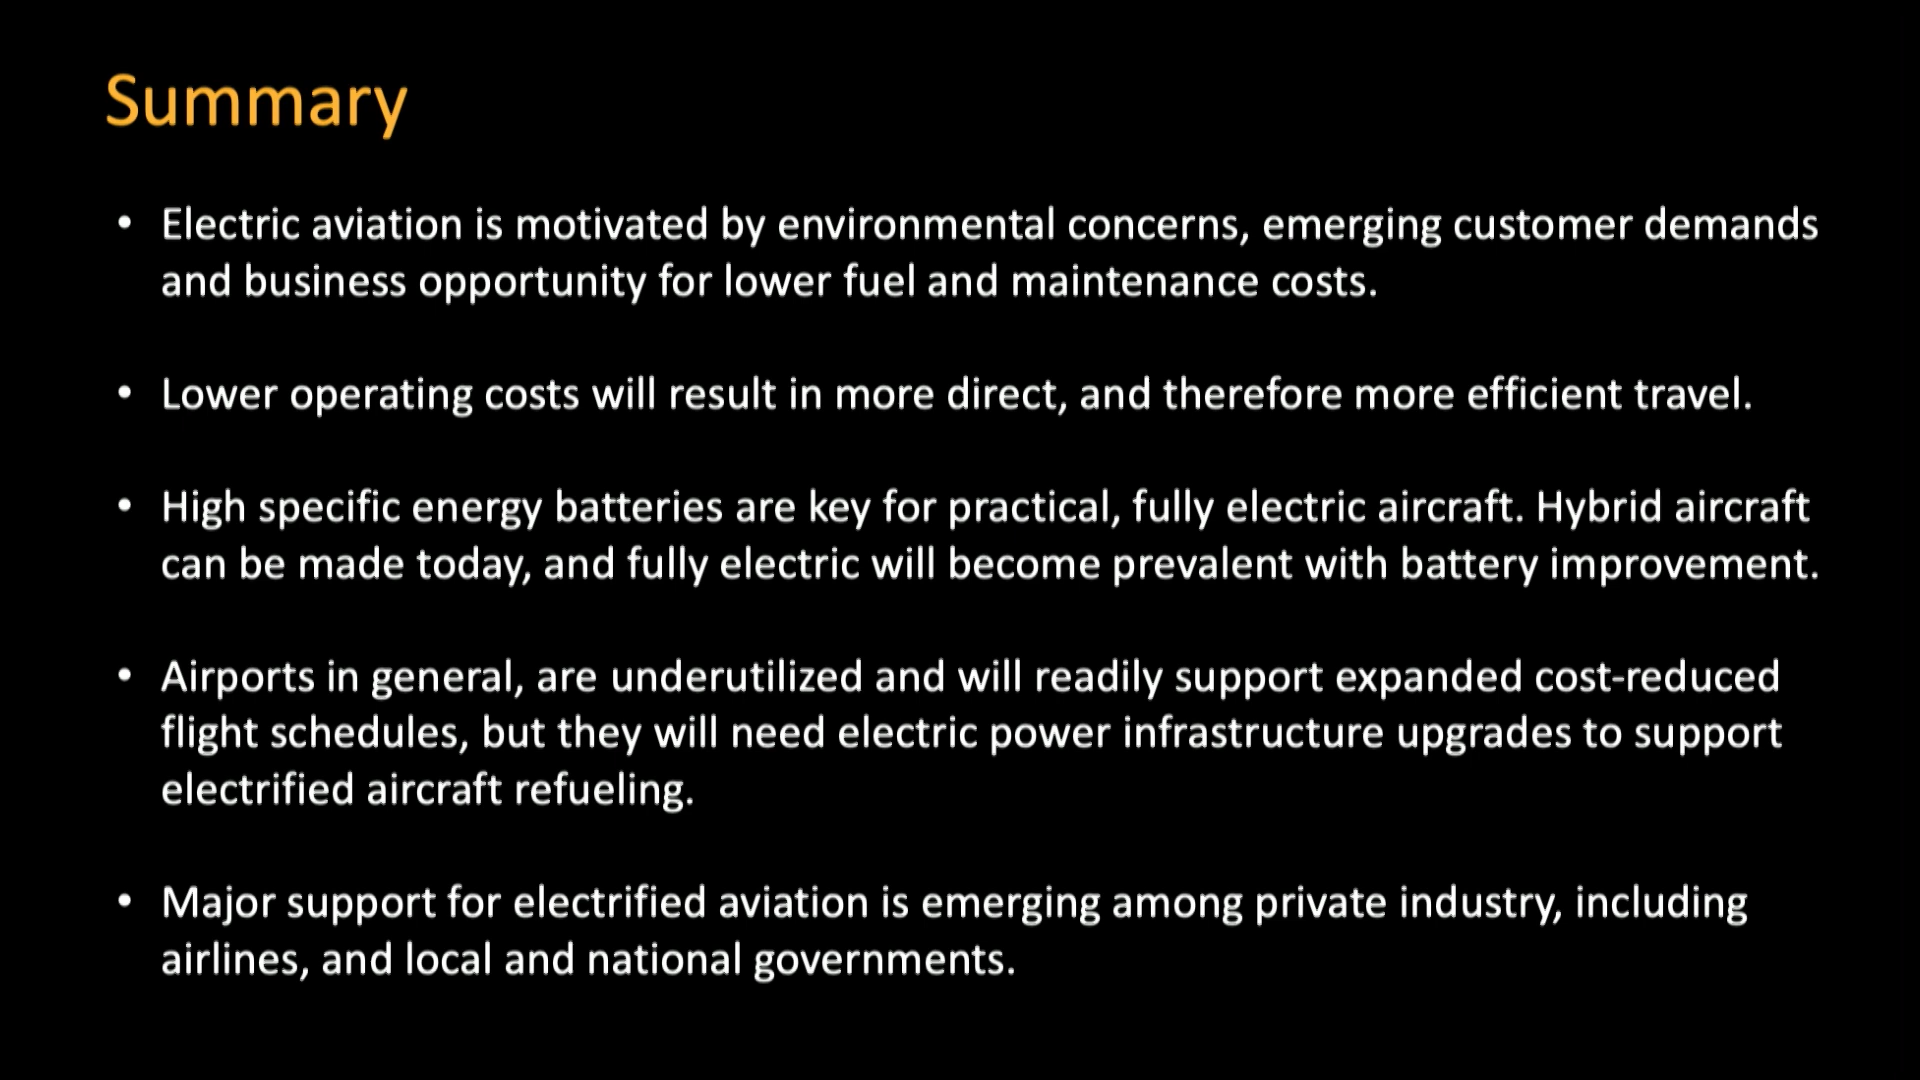 Summary
• Electric aviation is motivated by environmental concerns, emerging customer demands
and business opportunity for lower fuel and maintenance costs.
• Lower operating costs will result in more direct, and therefore more efficient travel.
• High specific energy batteries are key for practical, fully electric aircraft. Hybrid aircraft
can be made today, and fully electric will become prevalent with battery improvement.
• Airports in general, are underutilized and will readily support expanded cost-reduced
flight schedules, but they will need electric power infrastructure upgrades to support
electrified aircraft refueling.
• Major support for electrified aviation is emerging among private industry, including
airlines, and local and national governments.